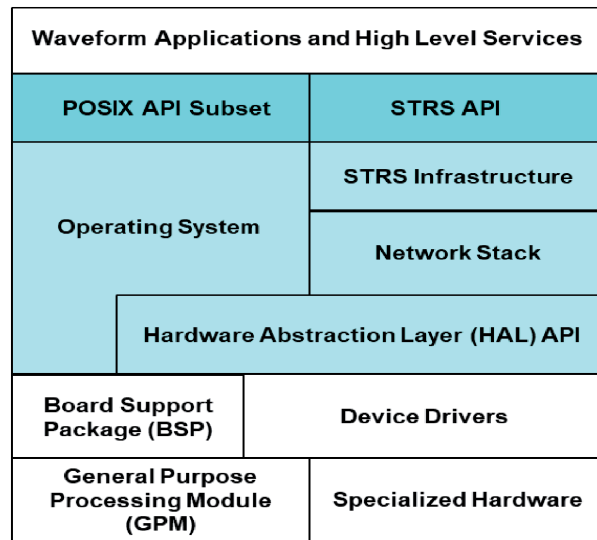 Waveform Applications and High Level Services
POSIX API Subset
STRS API
STRS Infrastructure
Operating System
Network Stack
Hardware Abstraction Layer (HAL) API
Board Support
Package (BSP)
Device Drivers
General Purpose
Processing Module
(GPM)
Specialized Hardware